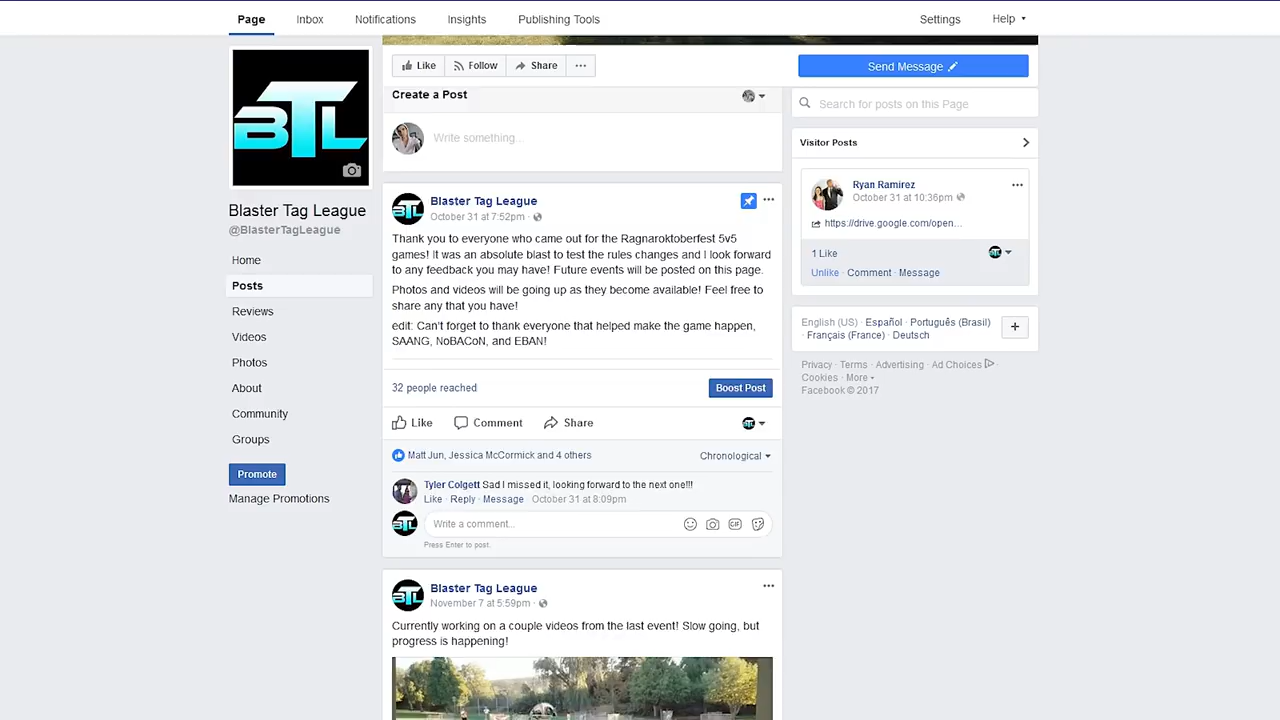 Page
Inbox
Notifications
Insights
Publishing Tools
Settings
Help
BTL
Blaster Tag League
@BlasterTagLeague
Home
Posts
Reviews
Videos
Photos
About
Community
Groups
Promote
Manage Promotions
Like
Follow
Share
Send Message
Create a Post
Write something...
BTL
Blaster Tag League
October 31 at 7:52pm ·
Thank you to everyone who came out for the Ragnaroktoberfest 5v5
games! It was an absolute blast to test the rules changes and I look forward
to any feedback you may have! Future events will be posted on this page.
Photos and videos will be going up as they become available! Feel free to
share any that you have!
edit: Can't forget to thank everyone that helped make the game happen,
SAANG, NoBACoN, and EBAN!
32 people reached
Boost Post
Like
Comment
Share
BTL
Matt Jun, Jessica McCormick and 4 others
Chronological
Tyler Colgett Sad I missed it, looking forward to the next one!!!
Like · Reply · Message · October 31 at 8:09pm
BTL
Write a comment...
GIF
Press Enter to post.
BTL
Blaster Tag League
November 7 at 5:59pm ·
Currently working on a couple videos from the last event! Slow going, but
progress is happening!
Search for posts on this Page
Visitor Posts
Ryan Ramirez
October 31 at 10:36pm ·
https://drive.google.com/open...
1 Like
BTL
Unlike · Comment · Message
English (US) · Español · Português (Brasil)
· Français (France) · Deutsch
+
Privacy · Terms · Advertising · Ad Choices ·
Cookies · More
Facebook © 2017